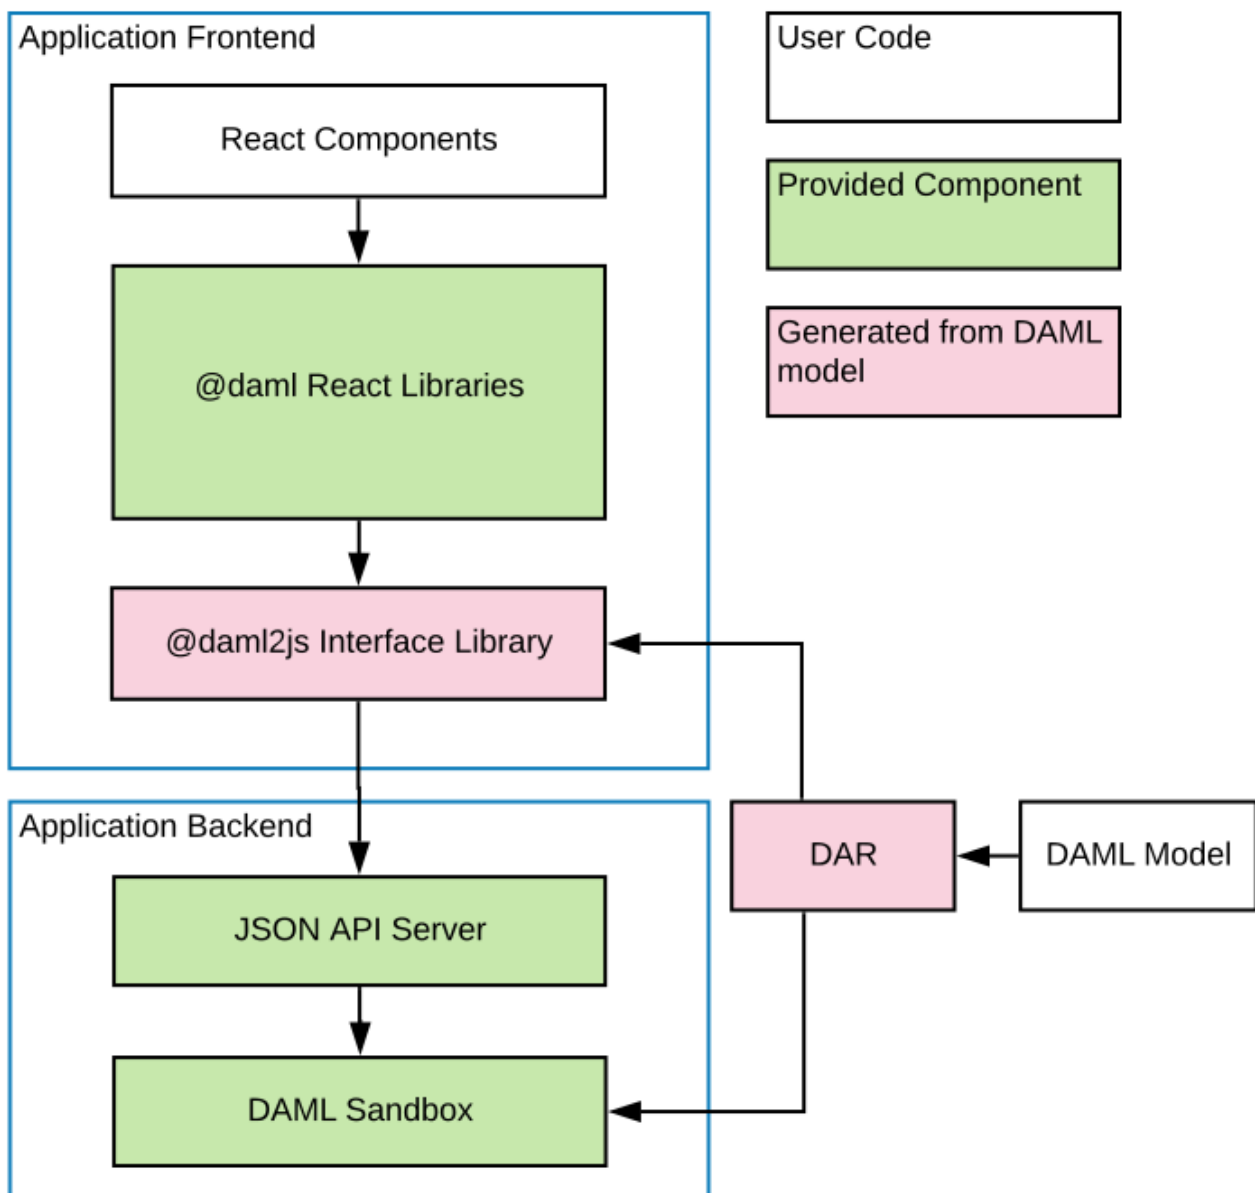 Application Frontend
User Code
React Components
Provided Component
Generated from DAML
model
@daml React Libraries
@daml2js Interface Library
Application Backend
DAR
DAML Model
JSON API Server
DAML Sandbox